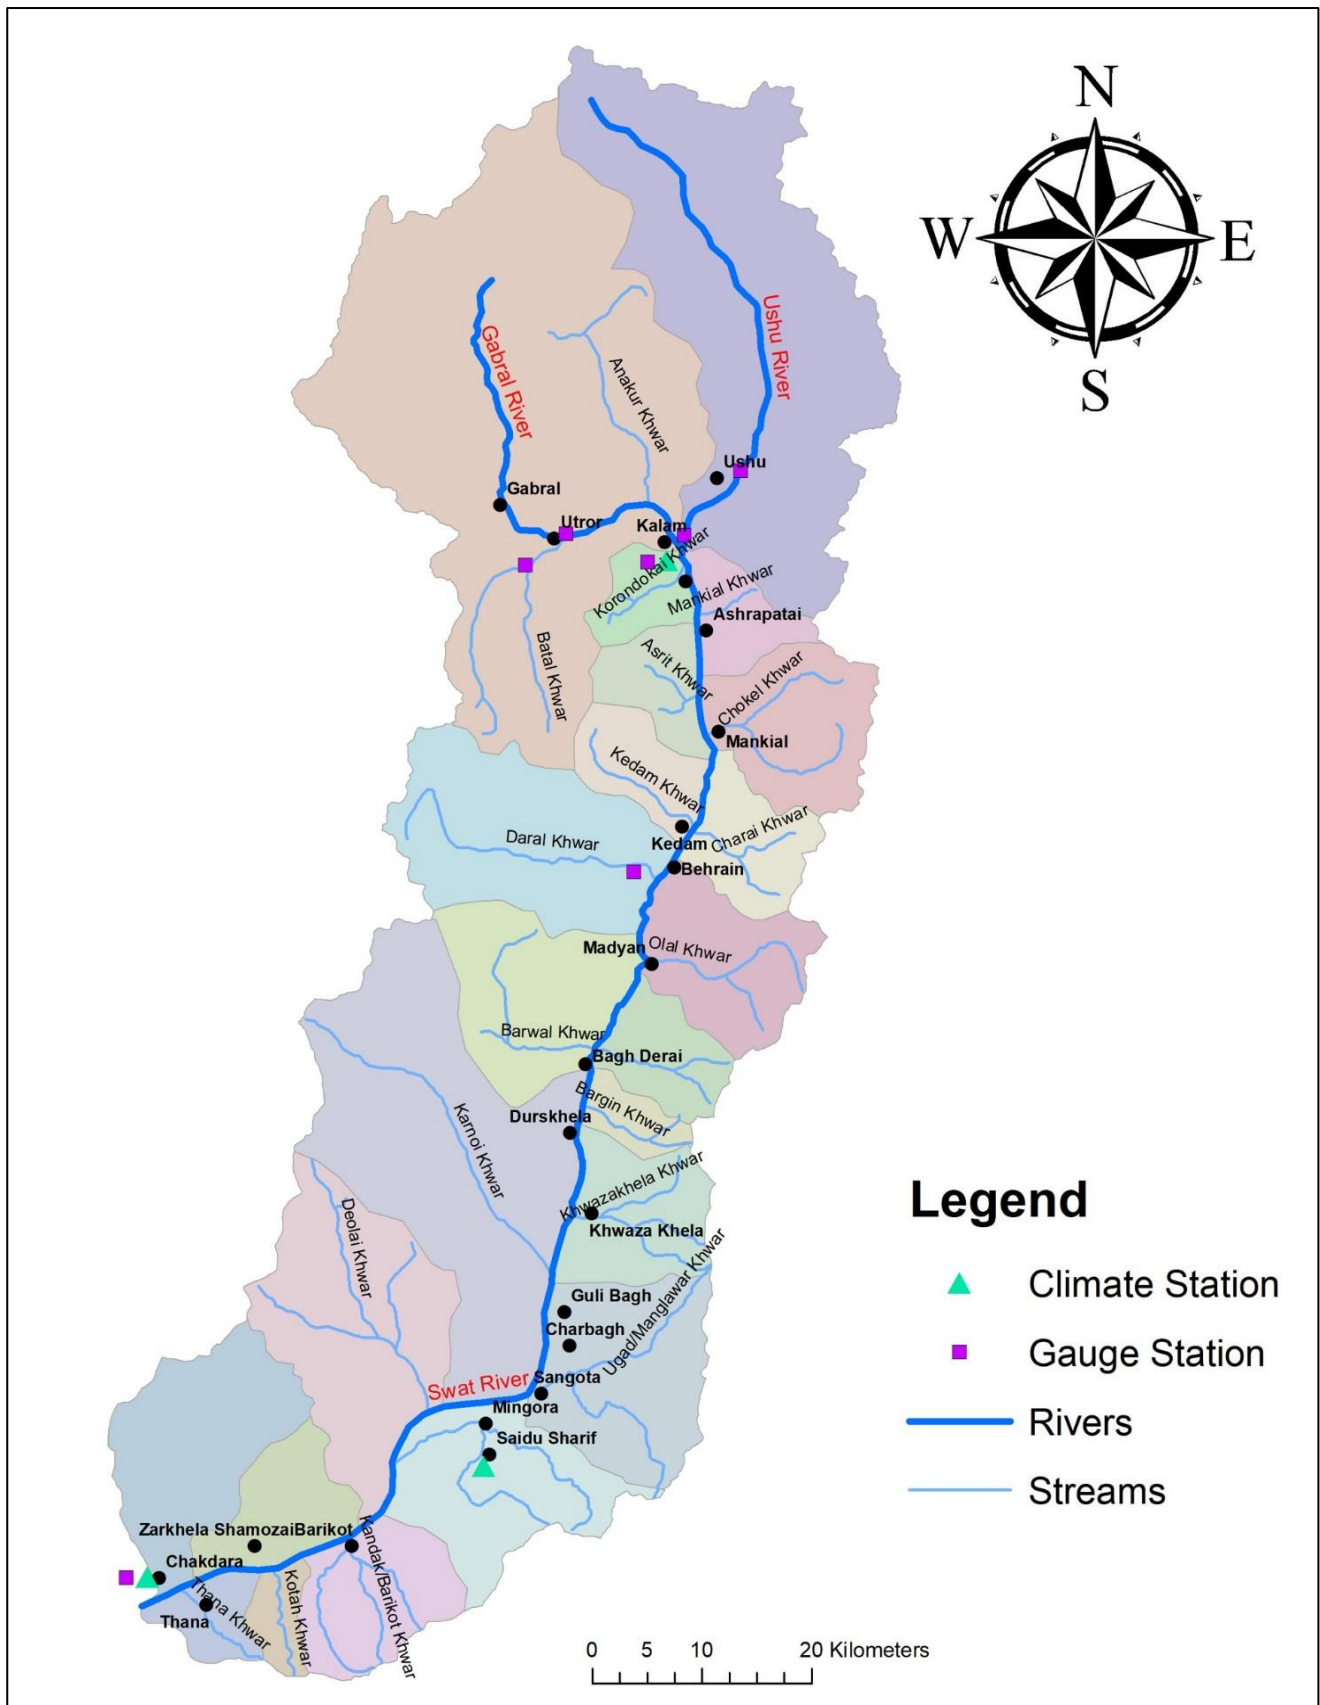 N
W
E
S
Ushu River
Gabral River
Anakur Khwar
Ushu
Gabral
Utror
Kalam
Korondokai Khwar
Mankial Khwar
Ashrapatai
Batal Khwar
Asrit Khwar
Chokel Khwar
Mankial
Kedam Khwar
Daral Khwar
Kedam
Charai Khwar
Behrain
Madyan
Olal Khwar
Barwal Khwar
Bagh Derai
Bargin Khwar
Durskhela
Karnoi Khwar
Khwazakhela Khwar
Khwaza Khela
Deolai Khwar
Ugad/Manglawar Khwar
Guli Bagh
Charbagh
Sangota
Swat River
Mingora
Saidu Sharif
Zarkhela Shamozai
Barikot
Kandak/Barikot Khwar
Chakdara
Thana Khwar
Kotah Khwar
Thana
Legend
Climate Station
Gauge Station
Rivers
Streams
0 5 10 20 Kilometers